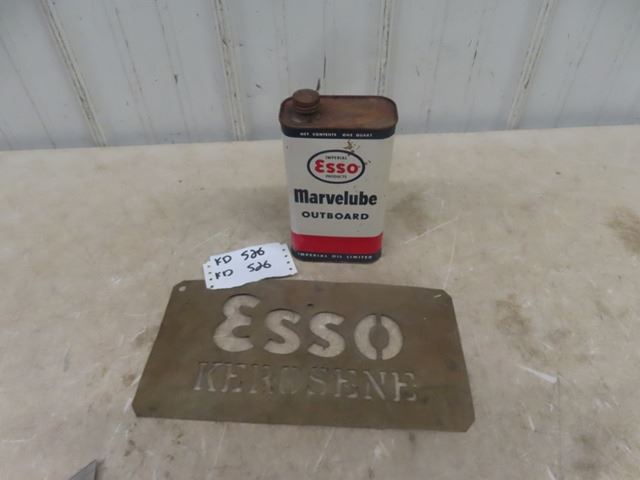 NET CONTENTS ONE QUART
IMPERIAL
Esso
PRODUCTS
Marvelube
OUTBOARD
IMPERIAL OIL LIMITED
KD 526
KD 526
Esso
KEROSENE